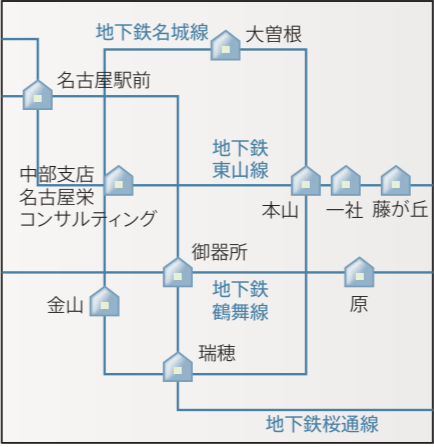 地下鉄名城線
大曽根
名古屋駅前
中部支店
名古屋栄
コンサルティング
地下鉄
東山線
本山
一社
藤が丘
御器所
金山
地下鉄
鶴舞線
原
瑞穂
地下鉄桜通線